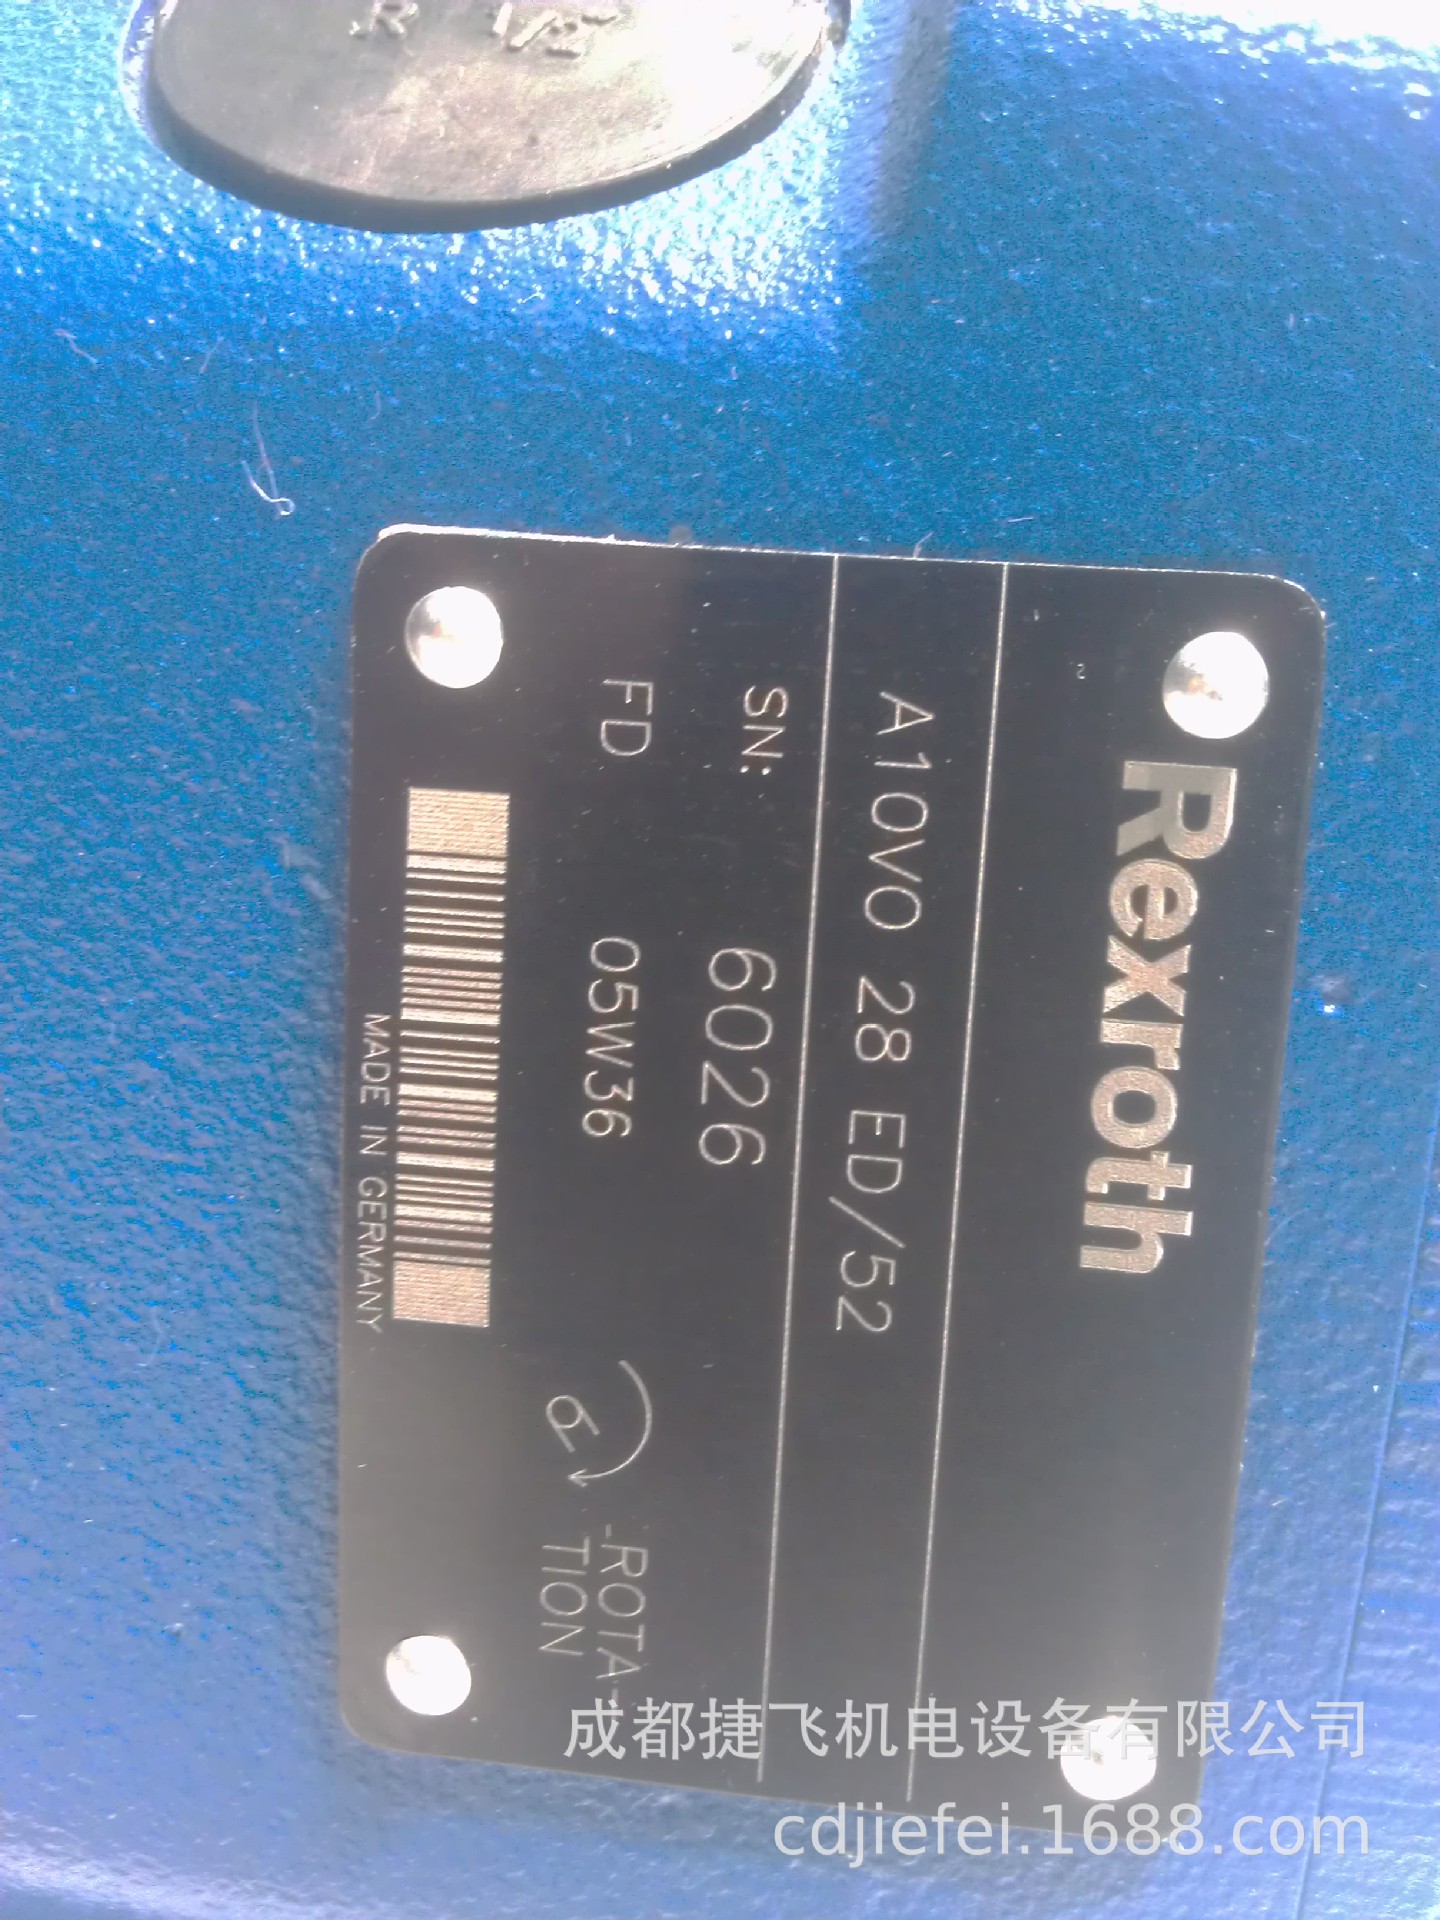 R 1/2
Rexroth
A10VO 28 ED/52
SN: 6026
FD 05W36
-ROTA-
TION
MADE IN GERMANY
成都捷飞机电设备有限公司
cdjiefei.1688.com